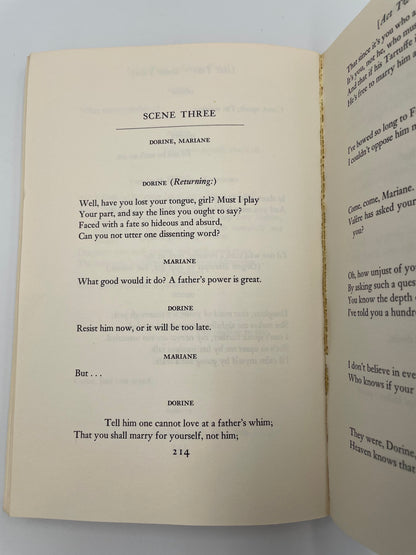 SCENE THREE
DORINE, MARIANE
DORINE (Returning:)
Well, have you lost your tongue, girl? Must I play
Your part, and say the lines you ought to say?
Faced with a fate so hideous and absurd,
Can you not utter one dissenting word?
MARIANE
What good would it do? A father's power is great.
DORINE
Resist him now, or it will be too late.
MARIANE
But . . .
DORINE
Tell him one cannot love at a father's whim;
That you shall marry for yourself, not him;
214
[Act
That since it's you who a
It's you, not he, who mu
And that if his Tartuffe
He's free to marry him a
I've bowed so long to F
I couldn't oppose him n
Come, come, Mariane.
Valère has asked for you
you?
Oh, how unjust of you
By asking such a ques
You know the depth
I've told you a hundr
I don't believe in ever
Who knows if your
They were, Dorine,
Heaven knows that